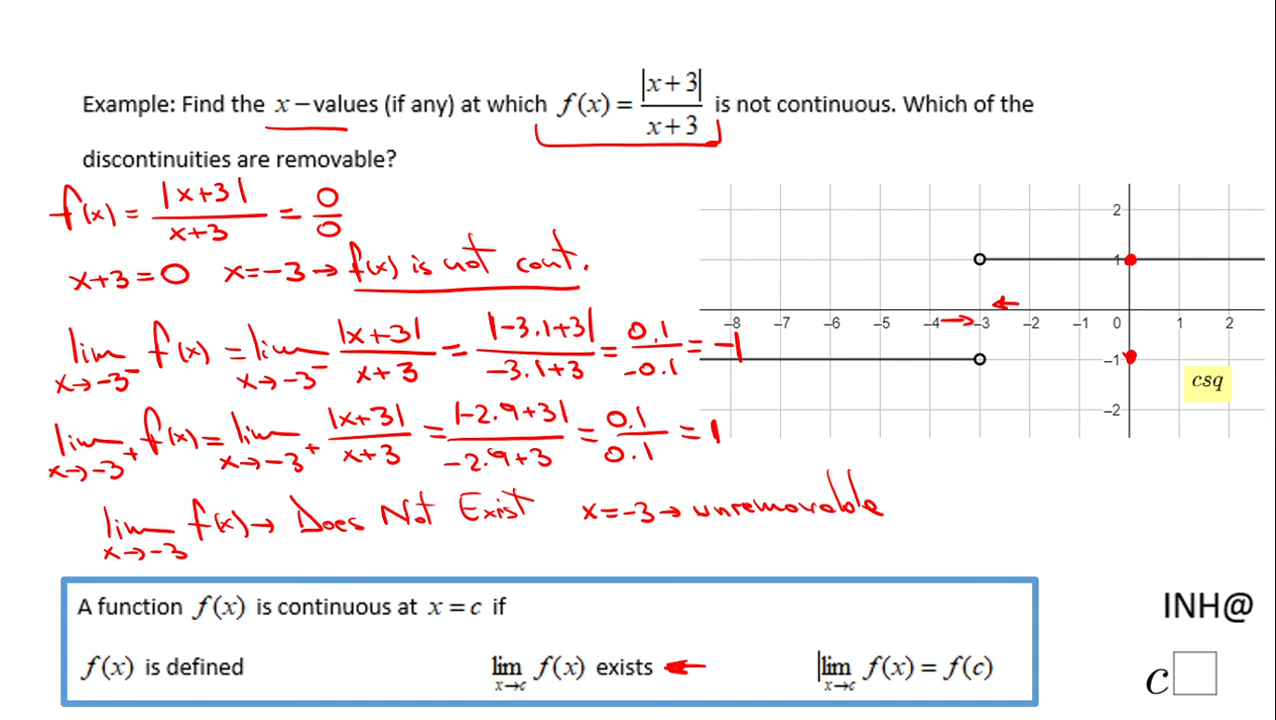 Example: Find the x−values (if any) at which f(x) = |x+3| / x+3 is not continuous. Which of the
discontinuities are removable?
f(x) = |x+3| / x+3 = 0/0
x+3=0 x=-3 → f(x) is not cont.
lim x→-3⁻ f(x) = lim x→-3⁻ |x+3| / x+3 = |-3.1+3| / -3.1+3 = 0.1 / -0.1 = -1
lim x→-3⁺ f(x) = lim x→-3⁺ |x+3| / x+3 = |-2.9+3| / -2.9+3 = 0.1 / 0.1 = 1
lim x→-3 f(x) → Does Not Exist x=-3 → unremovable
2
1
-8 -7 -6 -5 -4 -3 -2 -1 0 1 2
-1
csq
-2
A function f(x) is continuous at x = c if
f(x) is defined lim x→c f(x) exists lim x→c f(x) = f(c)
INH@
c